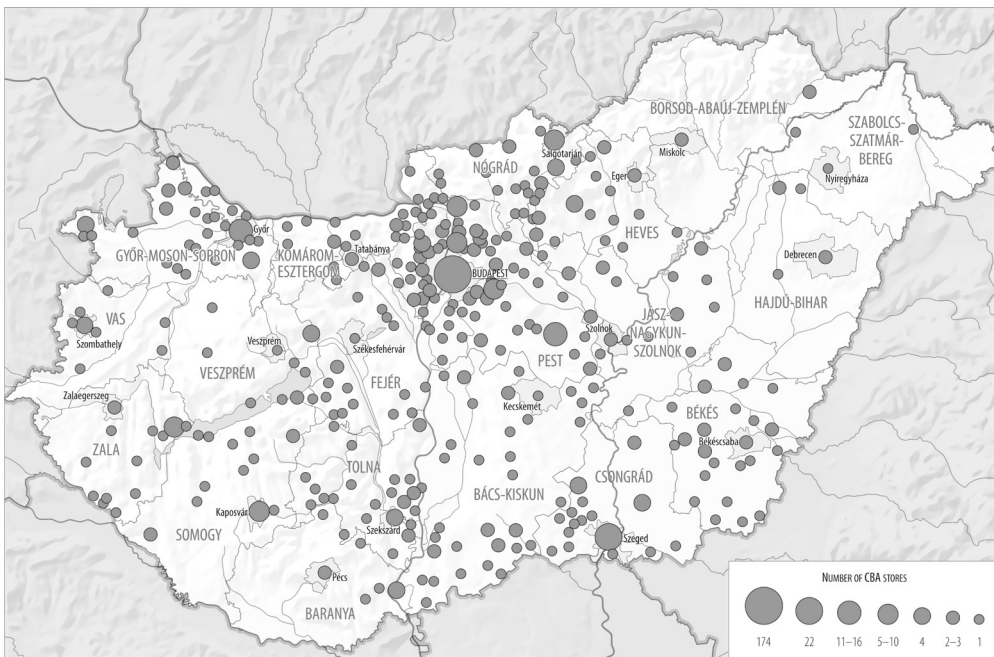 BORSOD-ABAÚJ-ZEMPLÉN
SZABOLCS-
SZATMÁR-
BEREG
NÓGRÁD
Salgótarján
Miskolc
Eger
Nyíregyháza
Győr
GYŐR-MOSON-SOPRON
KOMÁROM-
ESZTERGOM
Tatabánya
HEVES
BUDAPEST
Debrecen
HAJDÚ-BIHAR
VAS
Szombathely
Veszprém
Székesfehérvár
VESZPRÉM
FEJÉR
PEST
Szolnok
JÁSZ-
NAGYKUN-
SZOLNOK
Zalaegerszeg
ZALA
Kecskemét
BÉKÉS
Békéscsaba
TOLNA
BÁCS-KISKUN
CSONGRÁD
Kaposvár
SOMOGY
Szekszárd
Szeged
Pécs
BARANYA
NUMBER OF CBA STORES
174 22 11–16 5–10 4 2–3 1